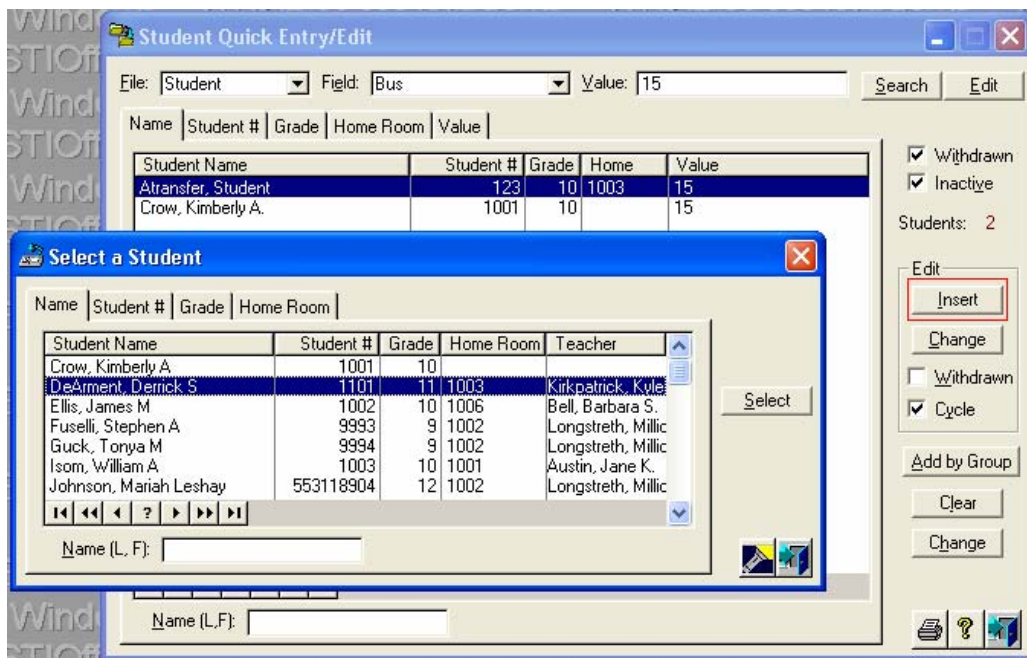 Student Quick Entry/Edit
File: Student Field: Bus Value: 15 Search Edit
Name Student # Grade Home Room Value
Student Name Student # Grade Home Value
Atransfer, Student 123 10 1003 15
Crow, Kimberly A. 1001 10 15
Withdrawn
Inactive
Students: 2
Edit
Insert
Change
Withdrawn
Cycle
Add by Group
Clear
Change
Select a Student
Name Student # Grade Home Room
Student Name Student # Grade Home Room Teacher
Crow, Kimberly A 1001 10
DeArment, Derrick S 1101 11 1003 Kirkpatrick, Kyle
Ellis, James M 1002 10 1006 Bell, Barbara S.
Fuselli, Stephen A 9993 9 1002 Longstreth, Millic
Guck, Tonya M 9994 9 1002 Longstreth, Millic
Isom, William A 1003 10 1001 Austin, Jane K.
Johnson, Mariah Leshay 553118904 12 1002 Longstreth, Millic
Select
Name (L, F):
Name (L,F):